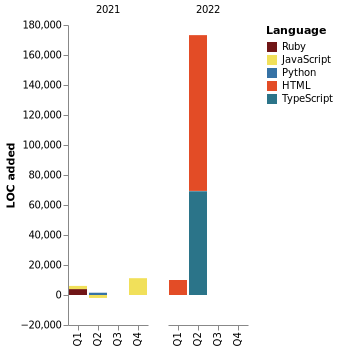 2021
2022
Language
Ruby
JavaScript
Python
HTML
TypeScript
LOC added
180,000
160,000
140,000
120,000
100,000
80,000
60,000
40,000
20,000
0
−20,000
Q1
Q2
Q3
Q4
Q1
Q2
Q3
Q4